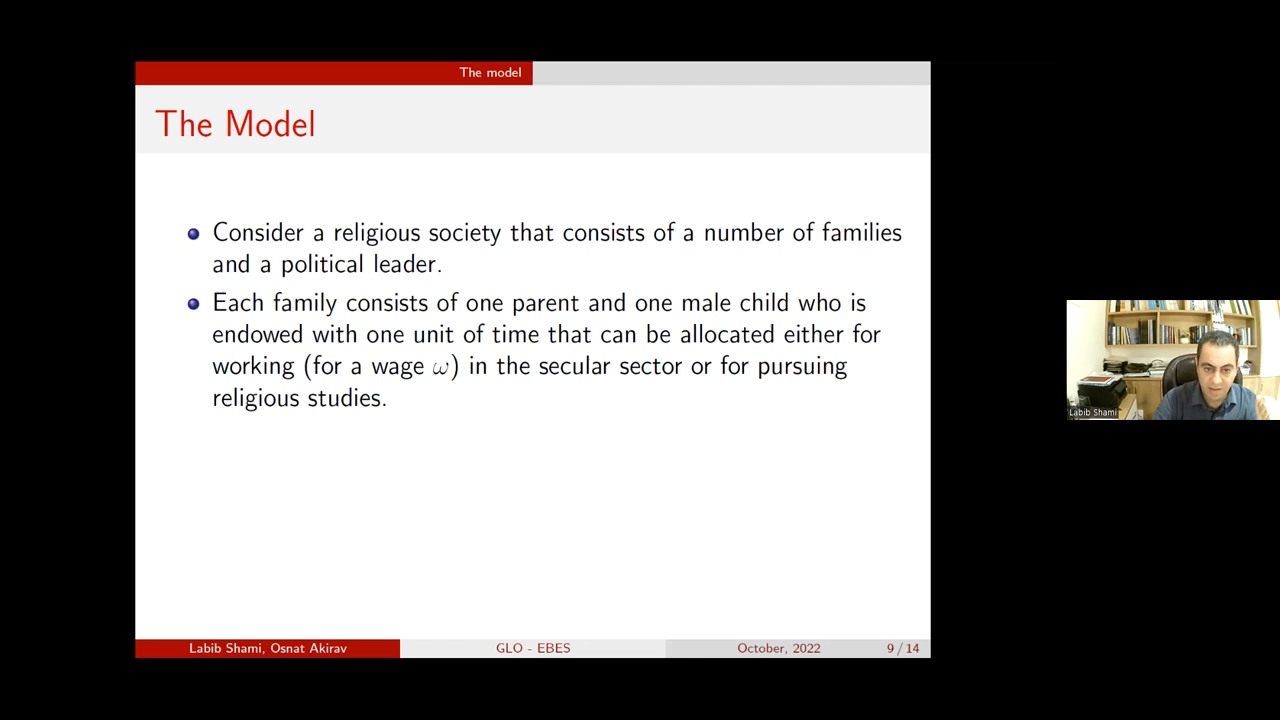 The model
The Model
Consider a religious society that consists of a number of families
and a political leader.
Each family consists of one parent and one male child who is
endowed with one unit of time that can be allocated either for
working (for a wage ω) in the secular sector or for pursuing
religious studies.
Labib Shami
Labib Shami, Osnat Akirav
GLO - EBES
October, 2022
9 / 14